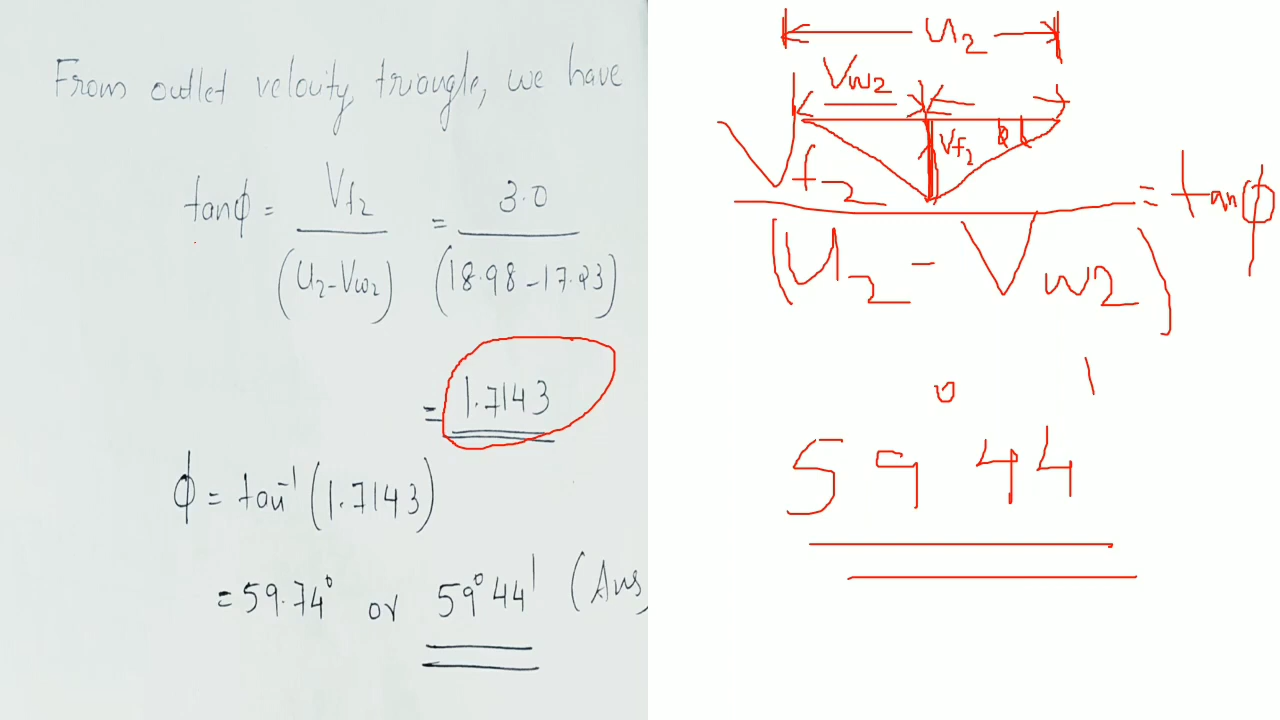 From outlet velocity triangle, we have
tanφ = Vf2 / (U2-Vw2) = 3.0 / (18.98-17.23)
= 1.7143
φ = tan-1 (1.7143)
= 59.74° or 59°44' (Ans
u2
Vw2
Vf2 φ
Vf2 / (U2 - Vw2) = tanφ
59° 44'